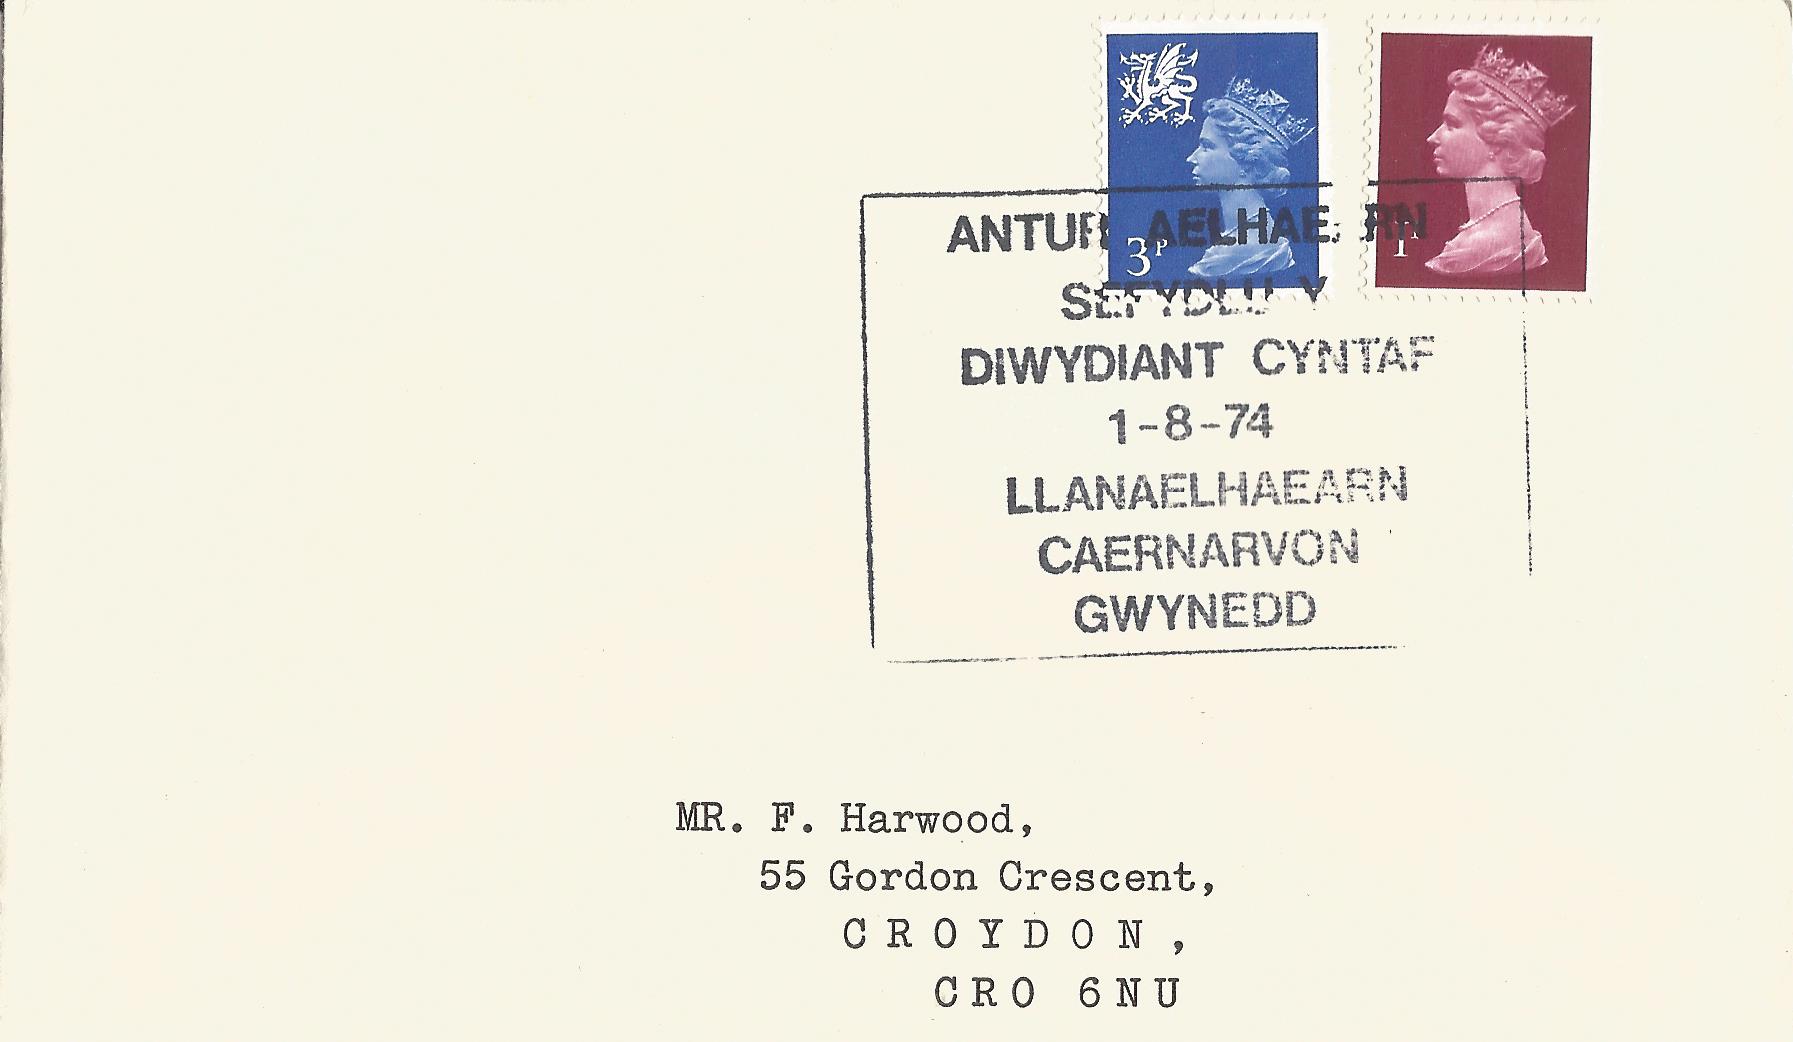 3P
1P
ANTUR AELHAEARN
SEFYDLU Y
DIWYDIANT CYNTAF
1-8-74
LLANAELHAEARN
CAERNARVON
GWYNEDD
MR. F. Harwood,
55 Gordon Crescent,
CROYDON,
CRO 6NU